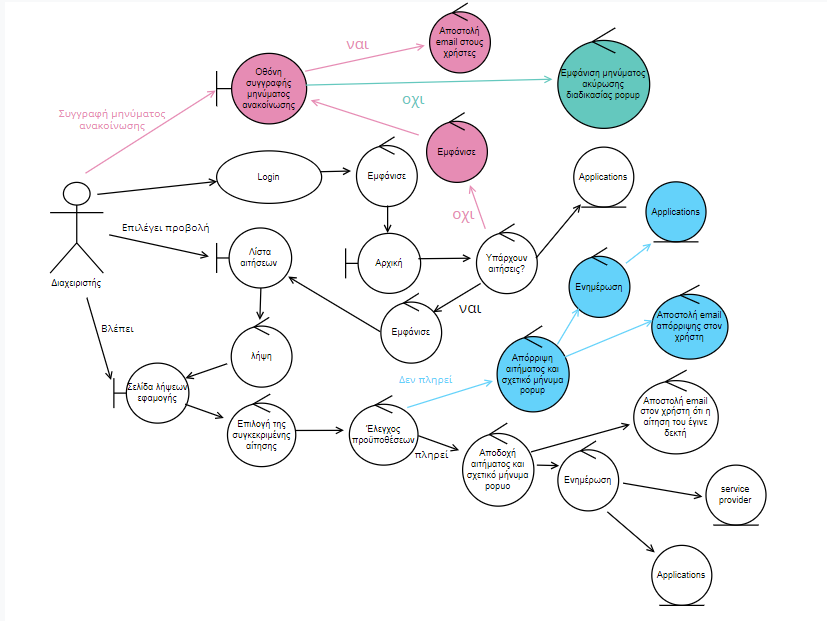 ναι
Αποστολή
email στους
χρήστες
Οθόνη
συγγραφής
μηνύματος
ανακοίνωσης
Εμφάνιση μηνύματος
ακύρωσης
διαδικασίας popup
οχι
Συγγραφή μηνύματος
ανακοίνωσης
Εμφάνισε
Login
Εμφάνισε
Applications
Applications
οχι
Επιλέγει προβολή
Λίστα
αιτήσεων
Αρχική
Υπάρχουν
αιτήσεις?
Διαχειριστής
Ενημέρωση
ναι
Εμφάνισε
Βλέπει
Αποστολή email
απόρριψης στον
χρήστη
λήψη
Απόρριψη
αιτήματος και
σχετικό μήνυμα
popup
Δεν πληρεί
Σελίδα λήψεων
εφαμογής
Αποστολή email
στον χρήστη ότι η
αίτηση του έγινε
δεκτή
Επιλογή της
συγκεκριμένης
αίτησης
Έλεγχος
προϋποθέσεων
πληρεί
Αποδοχή
αιτήματος και
σχετικό μήνυμα
popuo
Ενημέρωση
service
provider
Applications